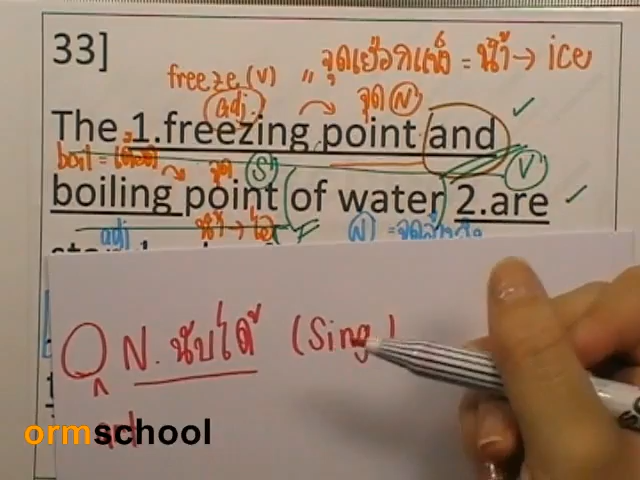 33]
freeze (v) " จุดเยือกแข็ง = น้ำ → ice
adj. จุด N
The 1.freezing point and
boil = เดือด จุด S V
boiling point of water 2.are
adj น้ำ → ไอ
N. นับได้ (Sing)
art
ormschool